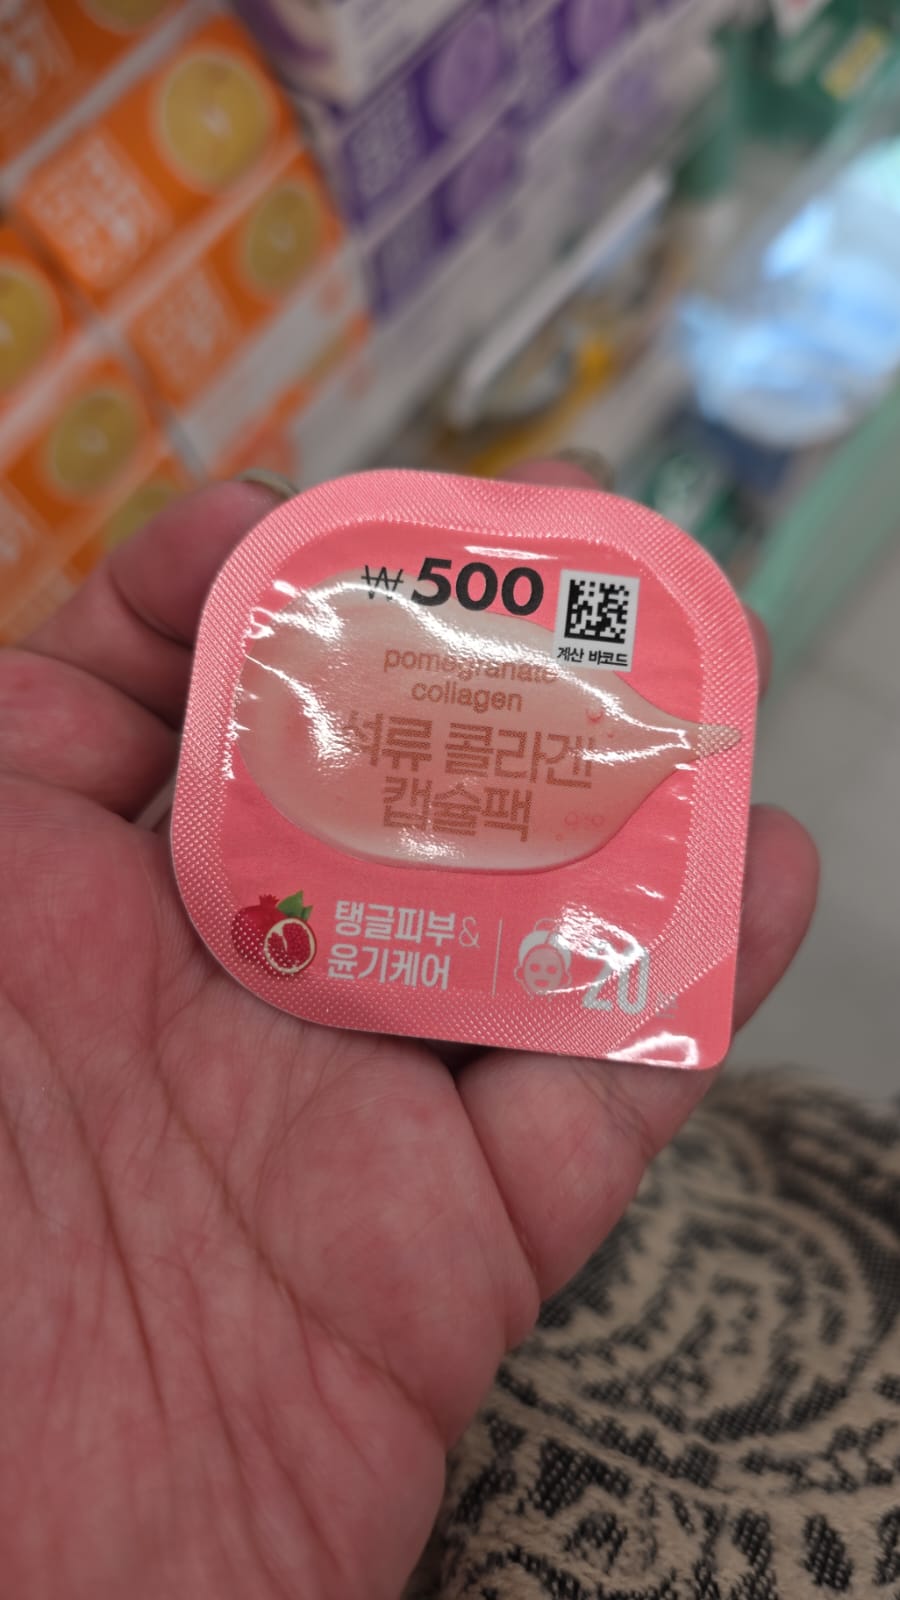 ₩500
계산 바코드
pomegranate
collagen
석류 콜라겐
캡슐팩
탱글피부&
윤기케어
20